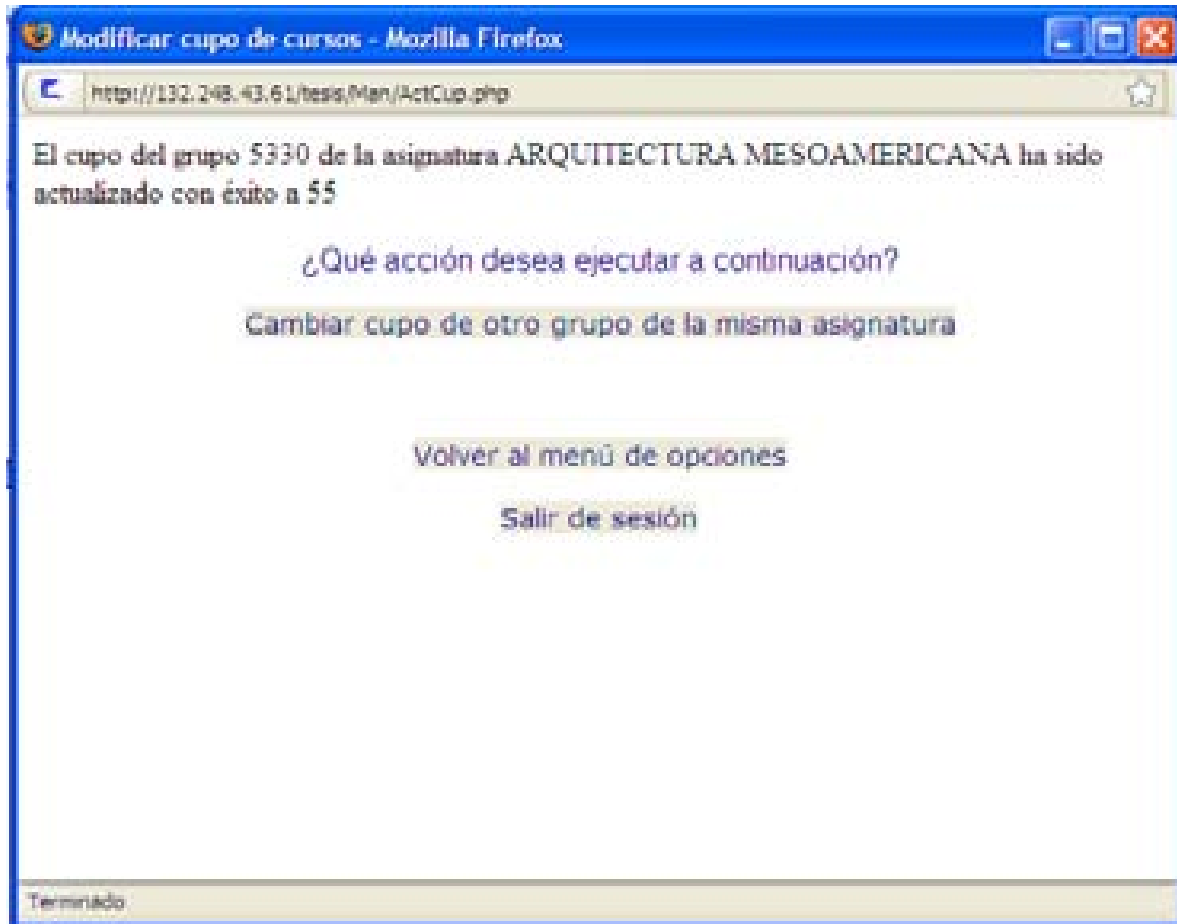 Modificar cupo de cursos - Mozilla Firefox
http://132.248.43.61/tesis/Man/ActCup.php
El cupo del grupo 5330 de la asignatura ARQUITECTURA MESOAMERICANA ha sido
actualizado con éxito a 55
¿Qué acción desea ejecutar a continuación?
Cambiar cupo de otro grupo de la misma asignatura
Volver al menú de opciones
Salir de sesión
Terminado